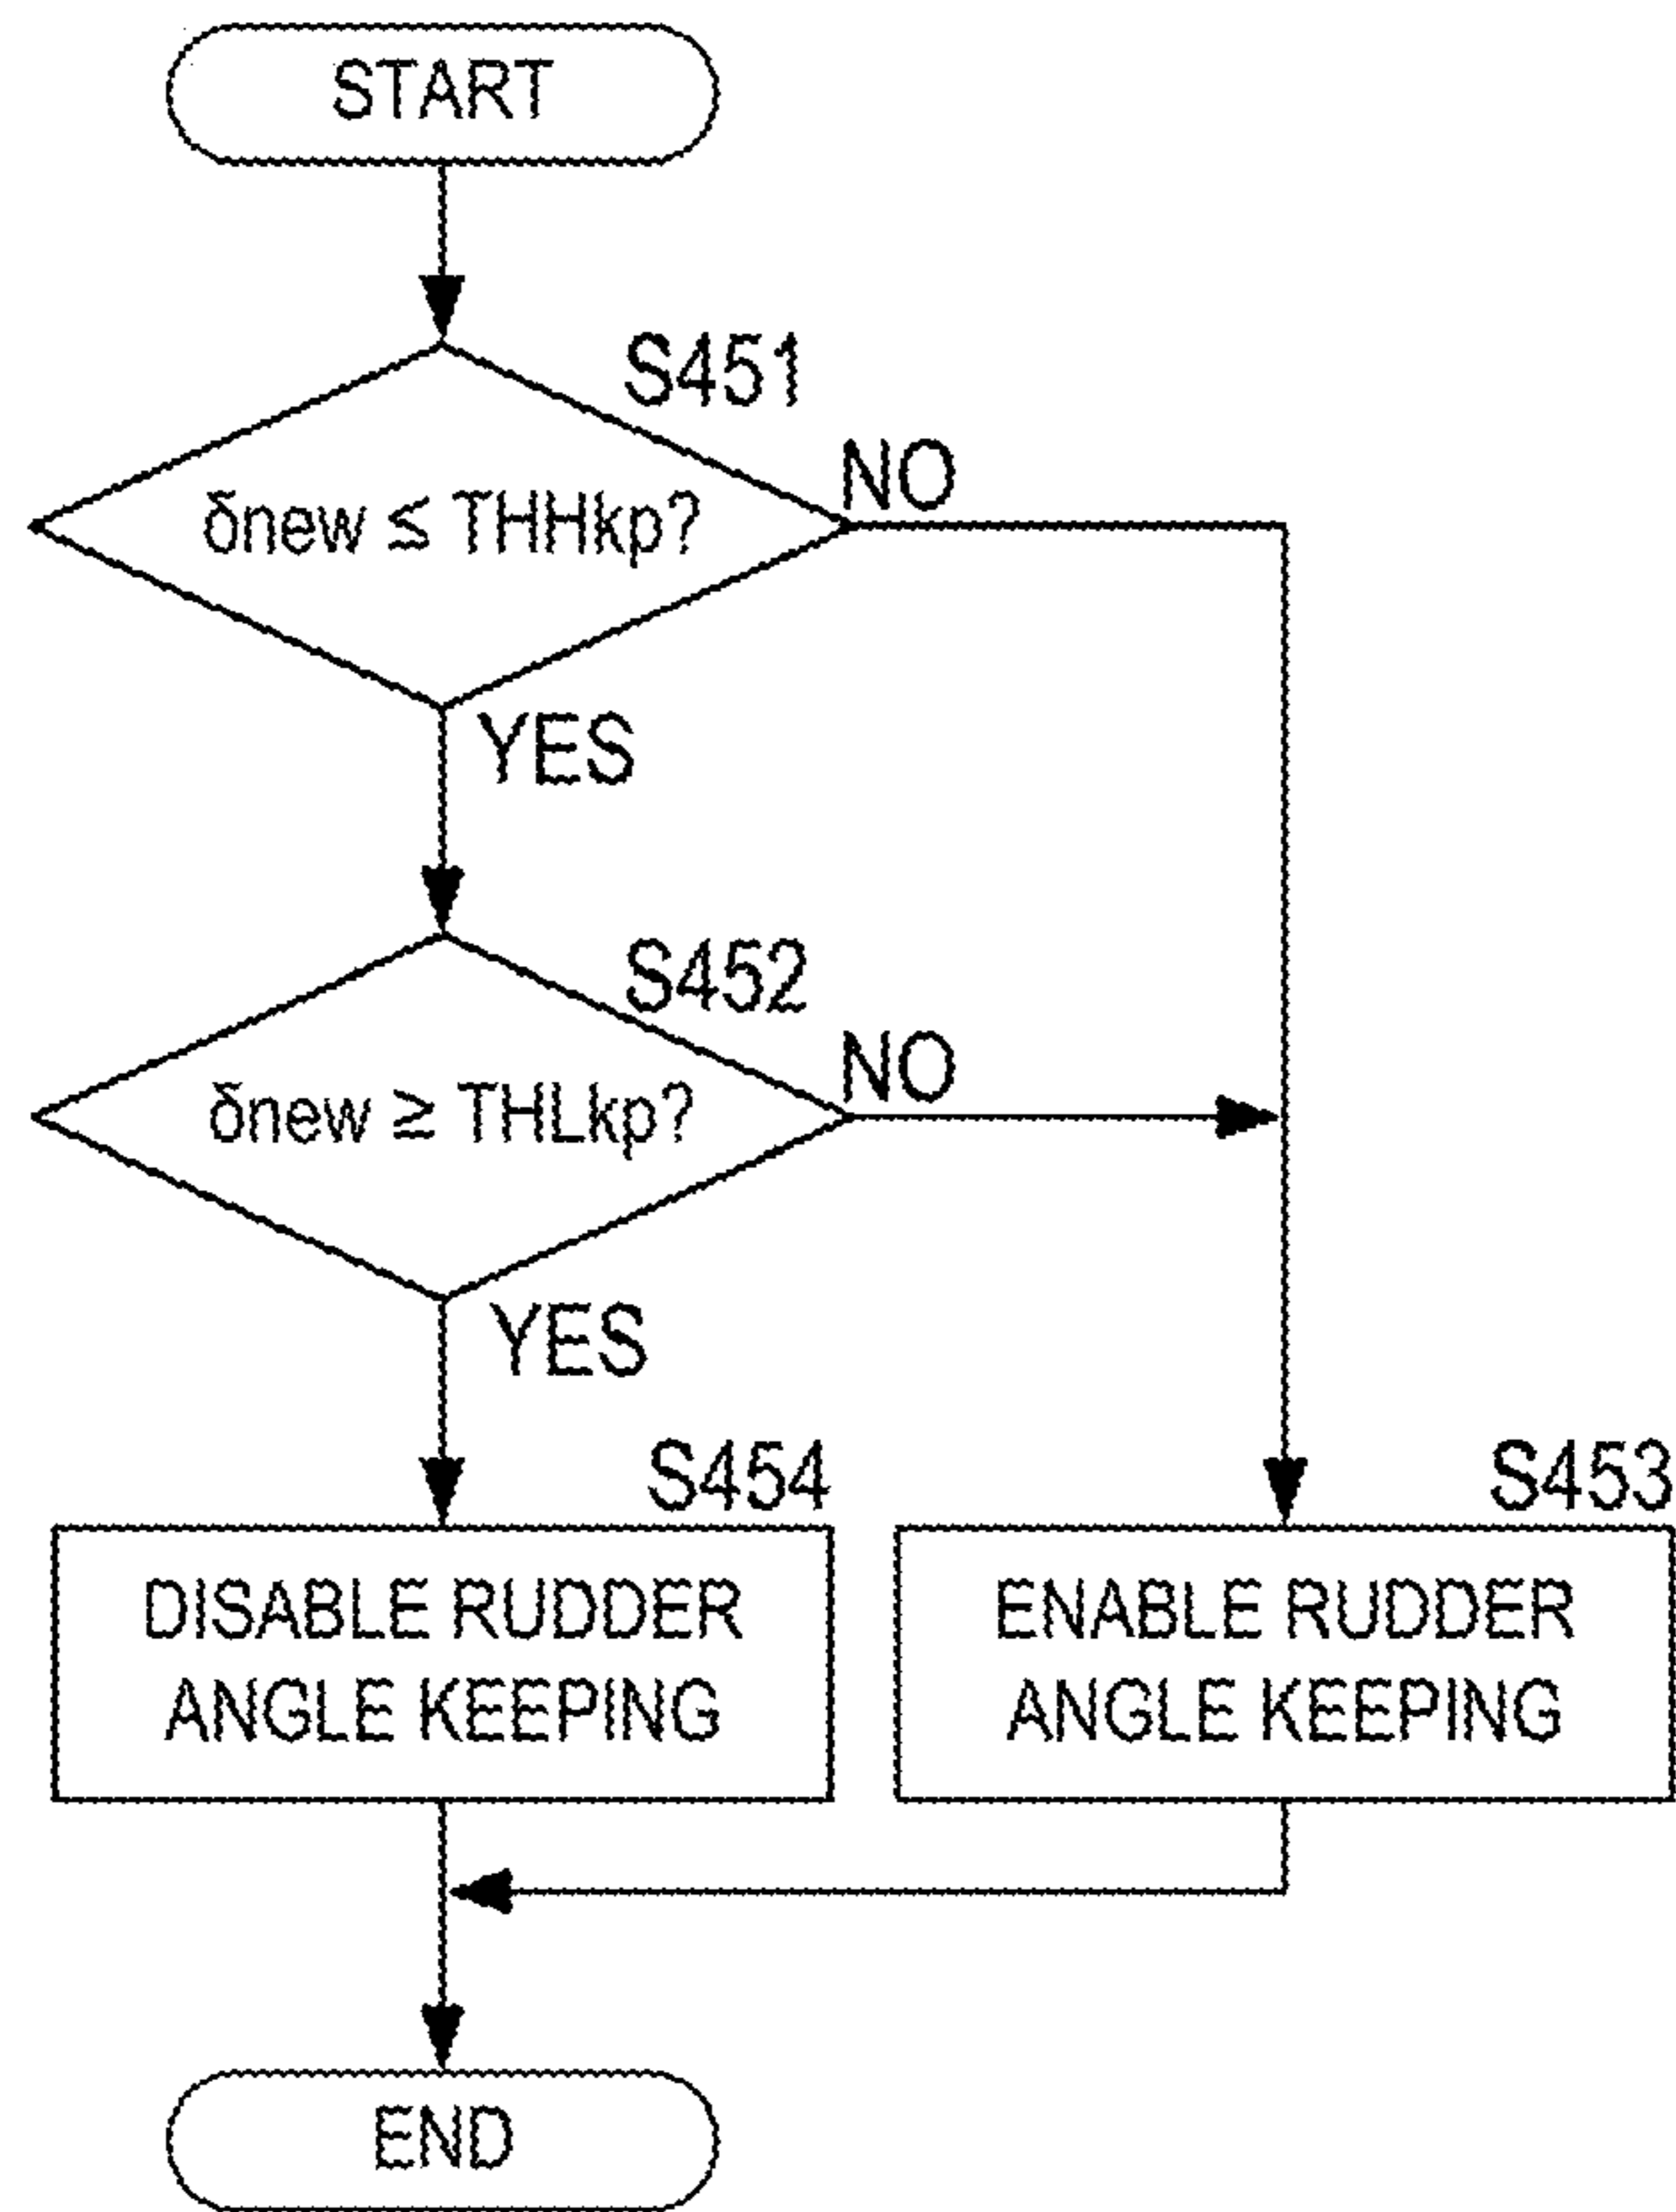 START
S451
NO
δnew ≦ THHkp?
YES
S452
NO
δnew ≧ THLkp?
YES
S454
DISABLE RUDDER
ANGLE KEEPING
S453
ENABLE RUDDER
ANGLE KEEPING
END